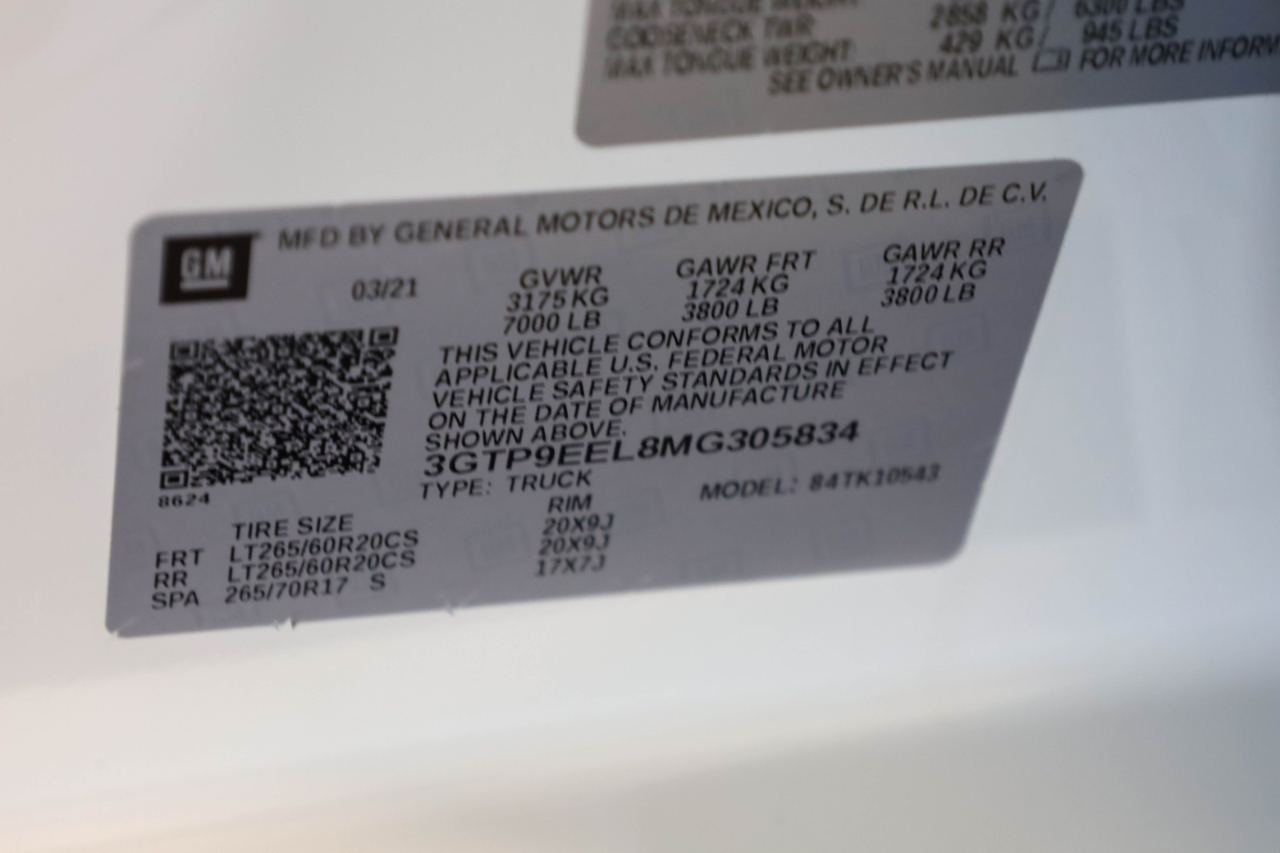 MAX TONGUE WEIGHT
2858 KG/ 6300 LBS
GOOSENECK TWR
429 KG/ 945 LBS
MAX TONGUE WEIGHT
SEE OWNER'S MANUAL FOR MORE INFORM
MFD BY GENERAL MOTORS DE MEXICO, S. DE R.L. DE C.V.
GM
03/21
GVWR GAWR FRT GAWR RR
3175 KG 1724 KG 1724 KG
7000 LB 3800 LB 3800 LB
THIS VEHICLE CONFORMS TO ALL
APPLICABLE U.S. FEDERAL MOTOR
VEHICLE SAFETY STANDARDS IN EFFECT
ON THE DATE OF MANUFACTURE
SHOWN ABOVE.
3GTP9EEL8MG305834
8624
TYPE: TRUCK MODEL: 84TK10543
TIRE SIZE RIM
FRT LT265/60R20CS 20X9J
RR LT265/60R20CS 20X9J
SPA 265/70R17 S 17X7J